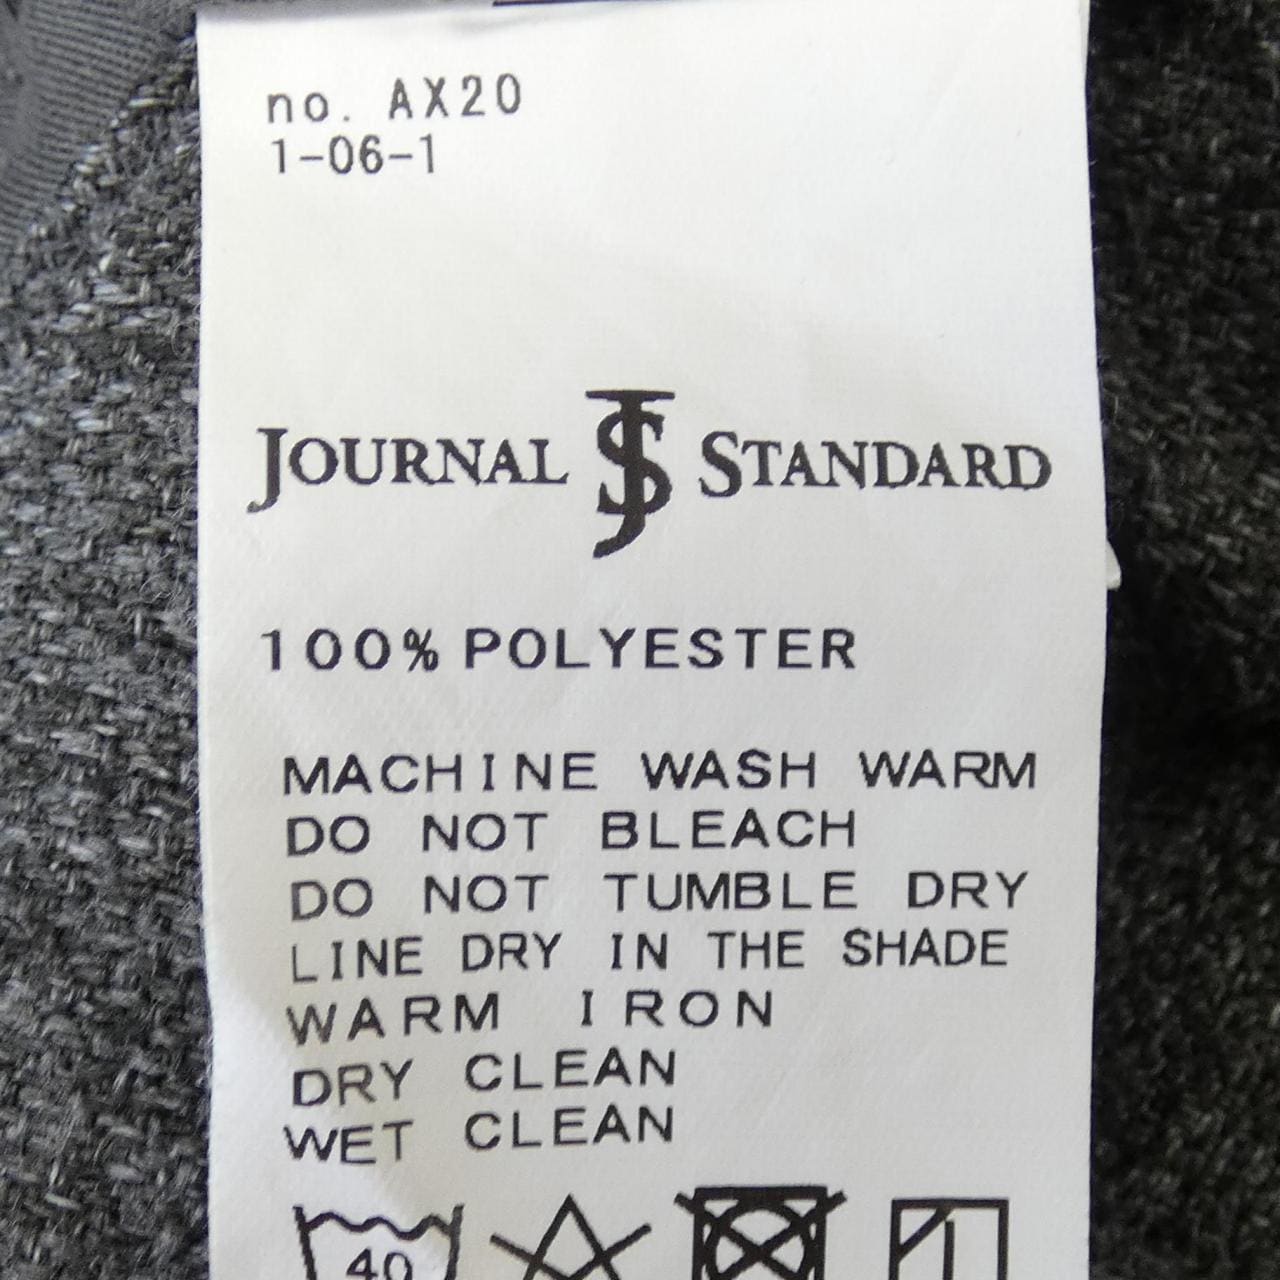 no. AX20
1-06-1
JOURNAL JS STANDARD
100% POLYESTER
MACHINE WASH WARM
DO NOT BLEACH
DO NOT TUMBLE DRY
LINE DRY IN THE SHADE
WARM IRON
DRY CLEAN
WET CLEAN
40